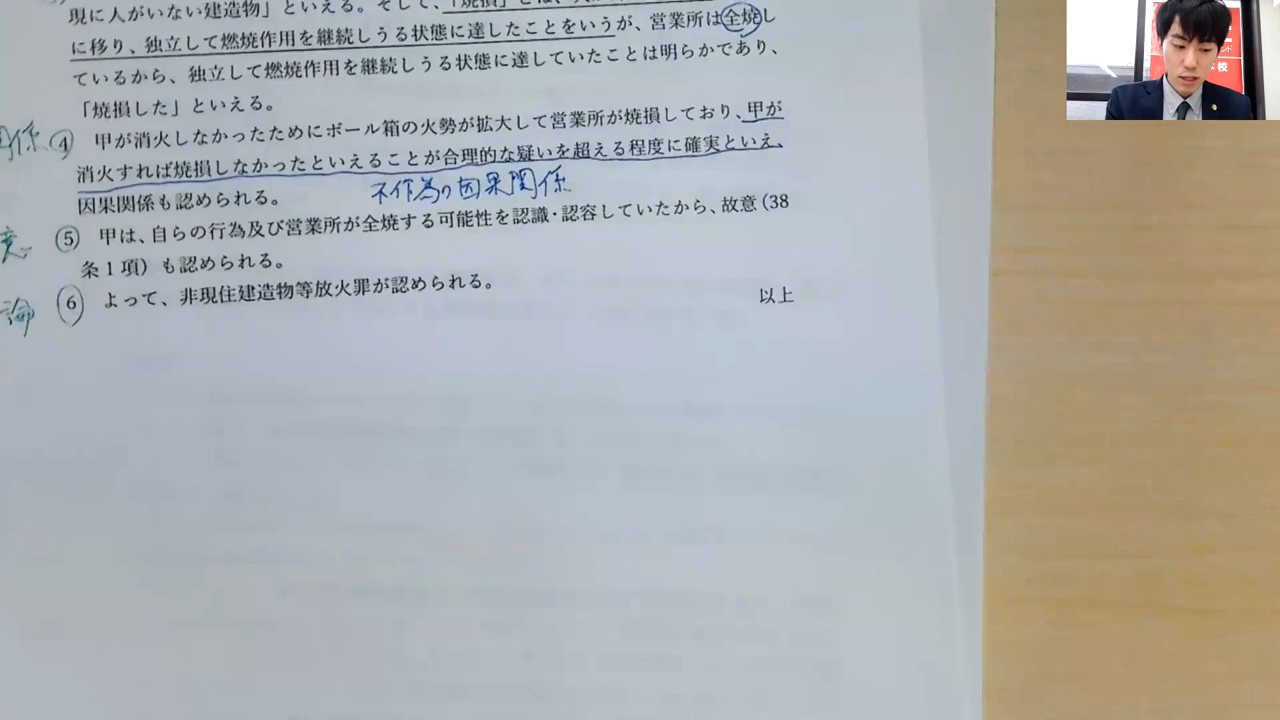 現に人がいない建造物」といえる。そして、「焼損」とは、
に移り、独立して燃焼作用を継続しうる状態に達したことをいうが、営業所は全焼し
ているから、独立して燃焼作用を継続しうる状態に達していたことは明らかであり、
「焼損した」といえる。
関係 ④ 甲が消火しなかったためにボール箱の火勢が拡大して営業所が焼損しており、甲が
消火すれば焼損しなかったといえることが合理的な疑いを超える程度に確実といえ、
因果関係も認められる。 不作為の因果関係
意 ⑤ 甲は、自らの行為及び営業所が全焼する可能性を認識・認容していたから、故意(38
条1項)も認められる。
論 ⑥ よって、非現住建造物等放火罪が認められる。
以上
校